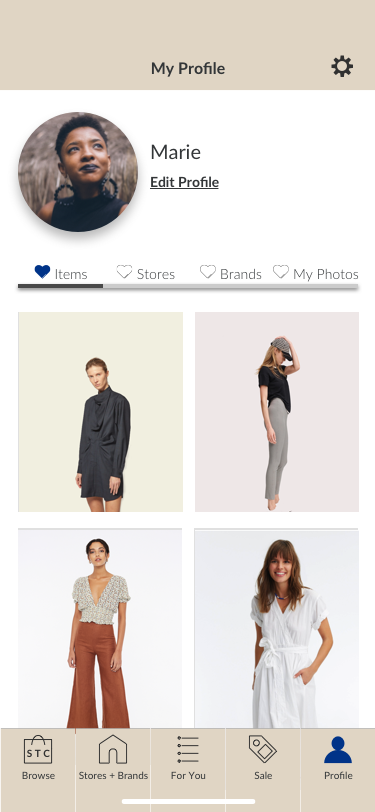 My Profile
Marie
Edit Profile
Items Stores Brands My Photos
STC
Browse Stores + Brands For You Sale Profile